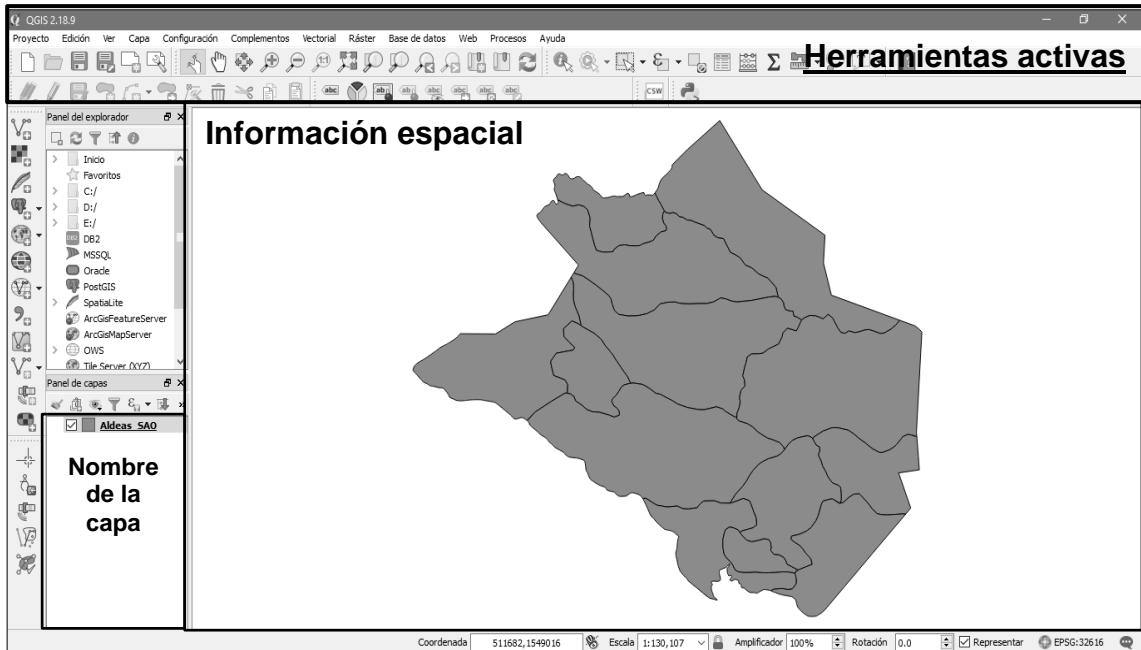 QGIS 2.18.9
Proyecto Edición Ver Capa Configuración Complementos Vectorial Ráster Base de datos Web Procesos Ayuda
Herramientas activas
abc
CSW
Panel del explorador
Información espacial
Inicio
Favoritos
C:/
D:/
E:/
DB2 DB2
MSSQL
Oracle
PostGIS
SpatiaLite
ArcGisFeatureServer
ArcGisMapServer
OWS
Tile Server (XYZ)
Panel de capas
Aldeas_SAO
Nombre
de la
capa
Coordenada 511682,1549016 Escala 1:130,107 Amplificador 100% Rotación 0.0 Representar EPSG:32616